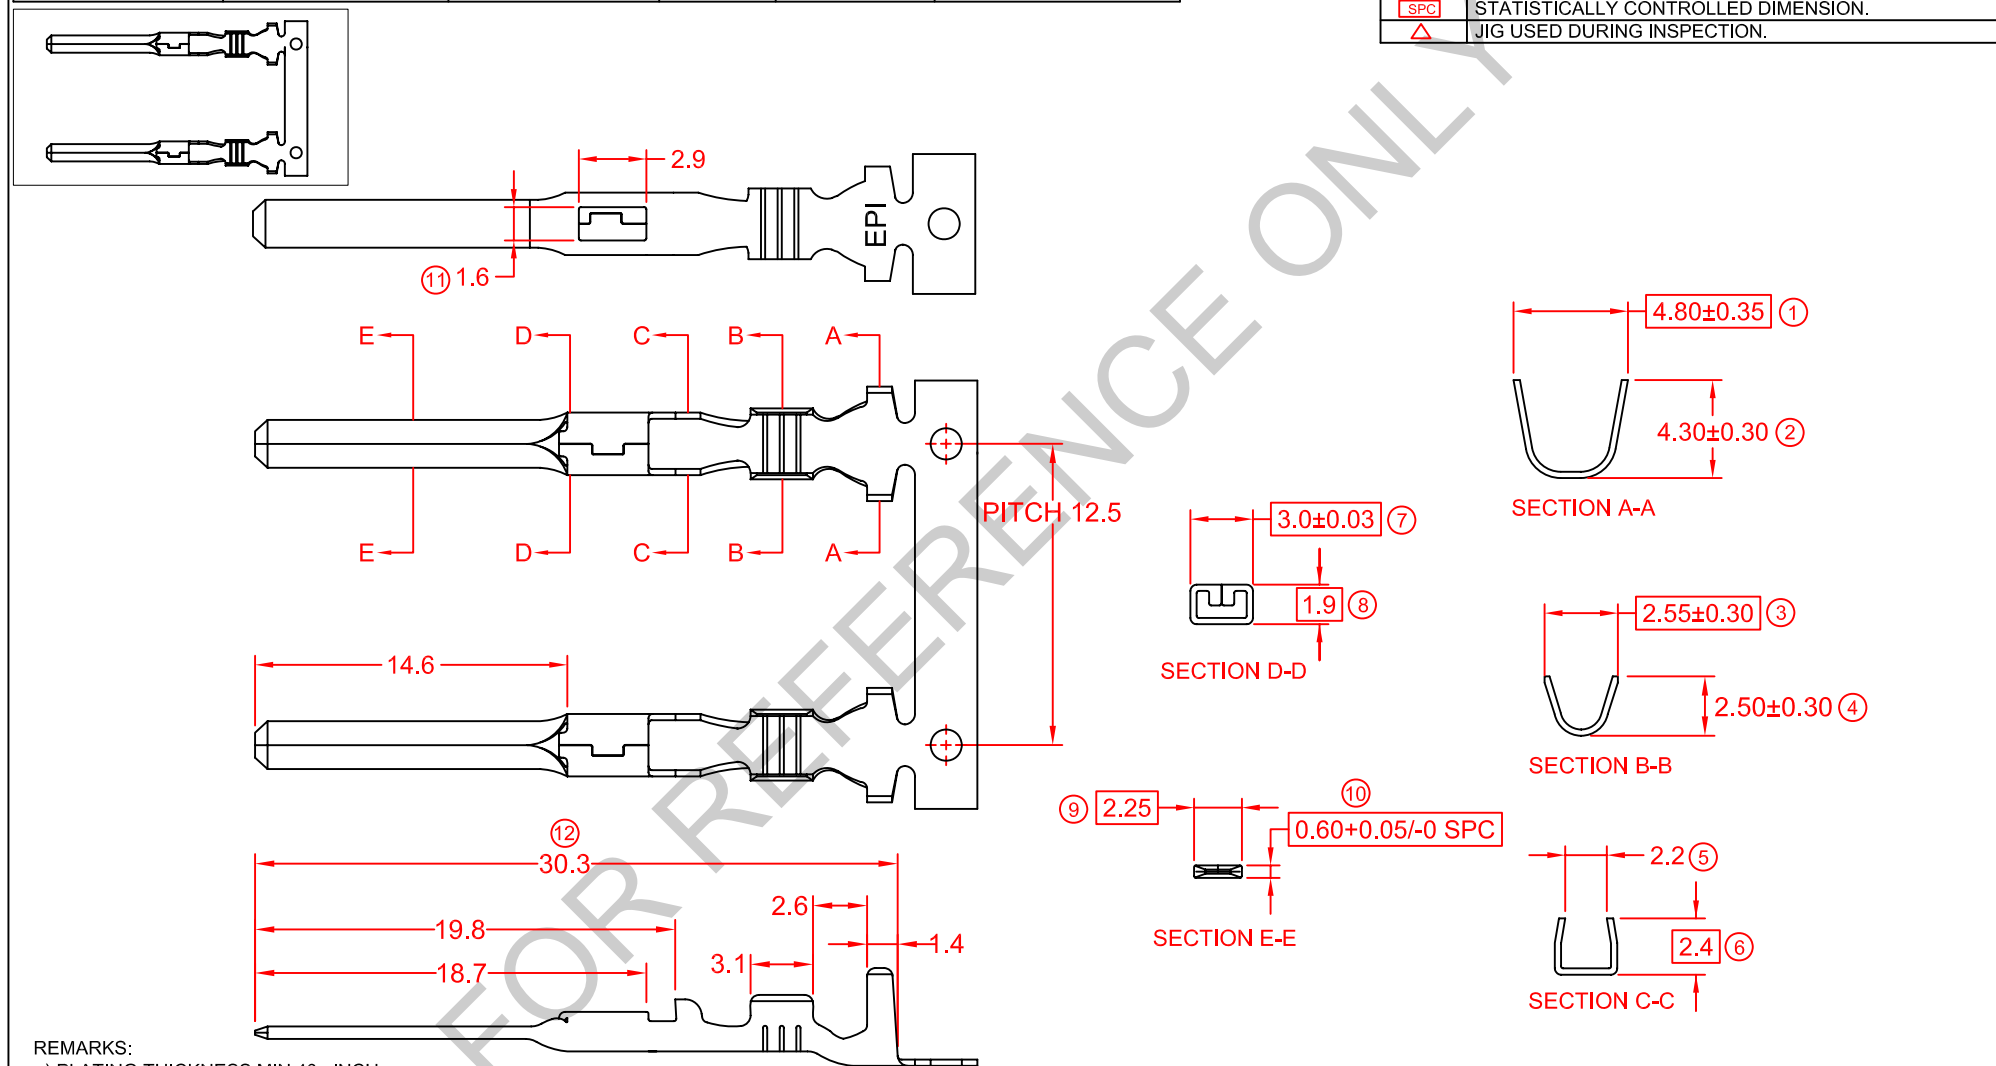 SPC STATISTICALLY CONTROLLED DIMENSION.
JIG USED DURING INSPECTION.
2.9
EPI
⑪ 1.6
E D C B A
4.80±0.35 ①
4.30±0.30 ②
SECTION A-A
PITCH 12.5
E D C B A
3.0±0.03 ⑦
1.9 ⑧
SECTION D-D
2.55±0.30 ③
2.50±0.30 ④
SECTION B-B
14.6
⑨ 2.25
⑩
0.60+0.05/-0 SPC
SECTION E-E
2.2 ⑤
2.4 ⑥
SECTION C-C
⑫
30.3
2.6
19.8
1.4
3.1
18.7
FOR REFERENCE ONLY
REMARKS: